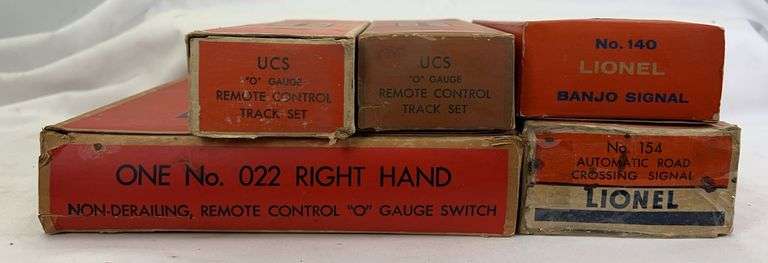 UCS
"O" GAUGE
REMOTE CONTROL
TRACK SET
UCS
"O" GAUGE
REMOTE CONTROL
TRACK SET
No. 140
LIONEL
BANJO SIGNAL
ONE No. 022 RIGHT HAND
NON-DERAILING, REMOTE CONTROL "O" GAUGE SWITCH
No. 154
AUTOMATIC ROAD
CROSSING SIGNAL
LIONEL